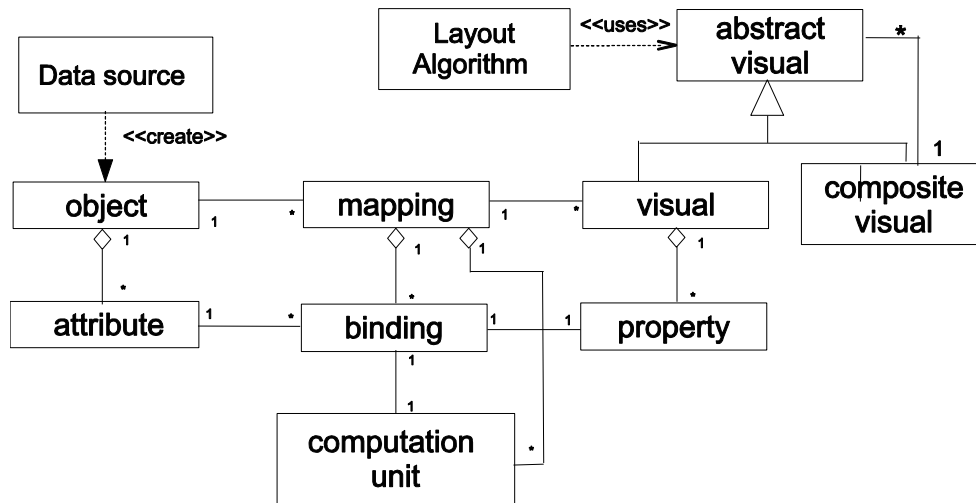 <<uses>>
abstract
visual
Layout
Algorithm
*
Data source
<<create>>
1
composite
visual
object
mapping
visual
1
*
1
*
1
1
1
1
*
*
*
attribute
binding
property
1
*
1
1
1
1
computation
unit
*